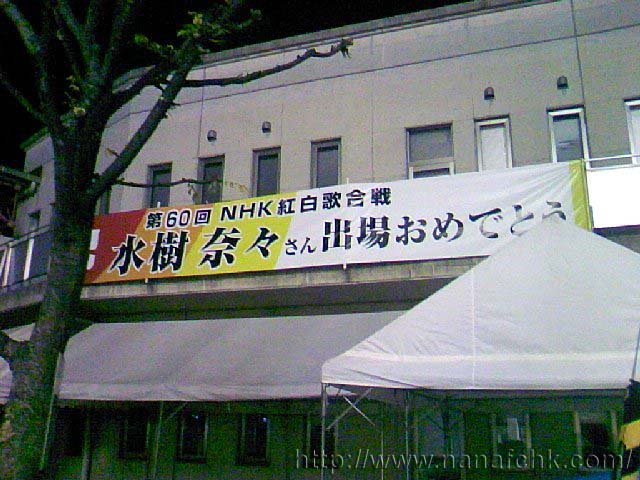 第60回 NHK紅白歌合戦
水樹 奈々さん 出場おめでとう
http://www.nanafchk.com/